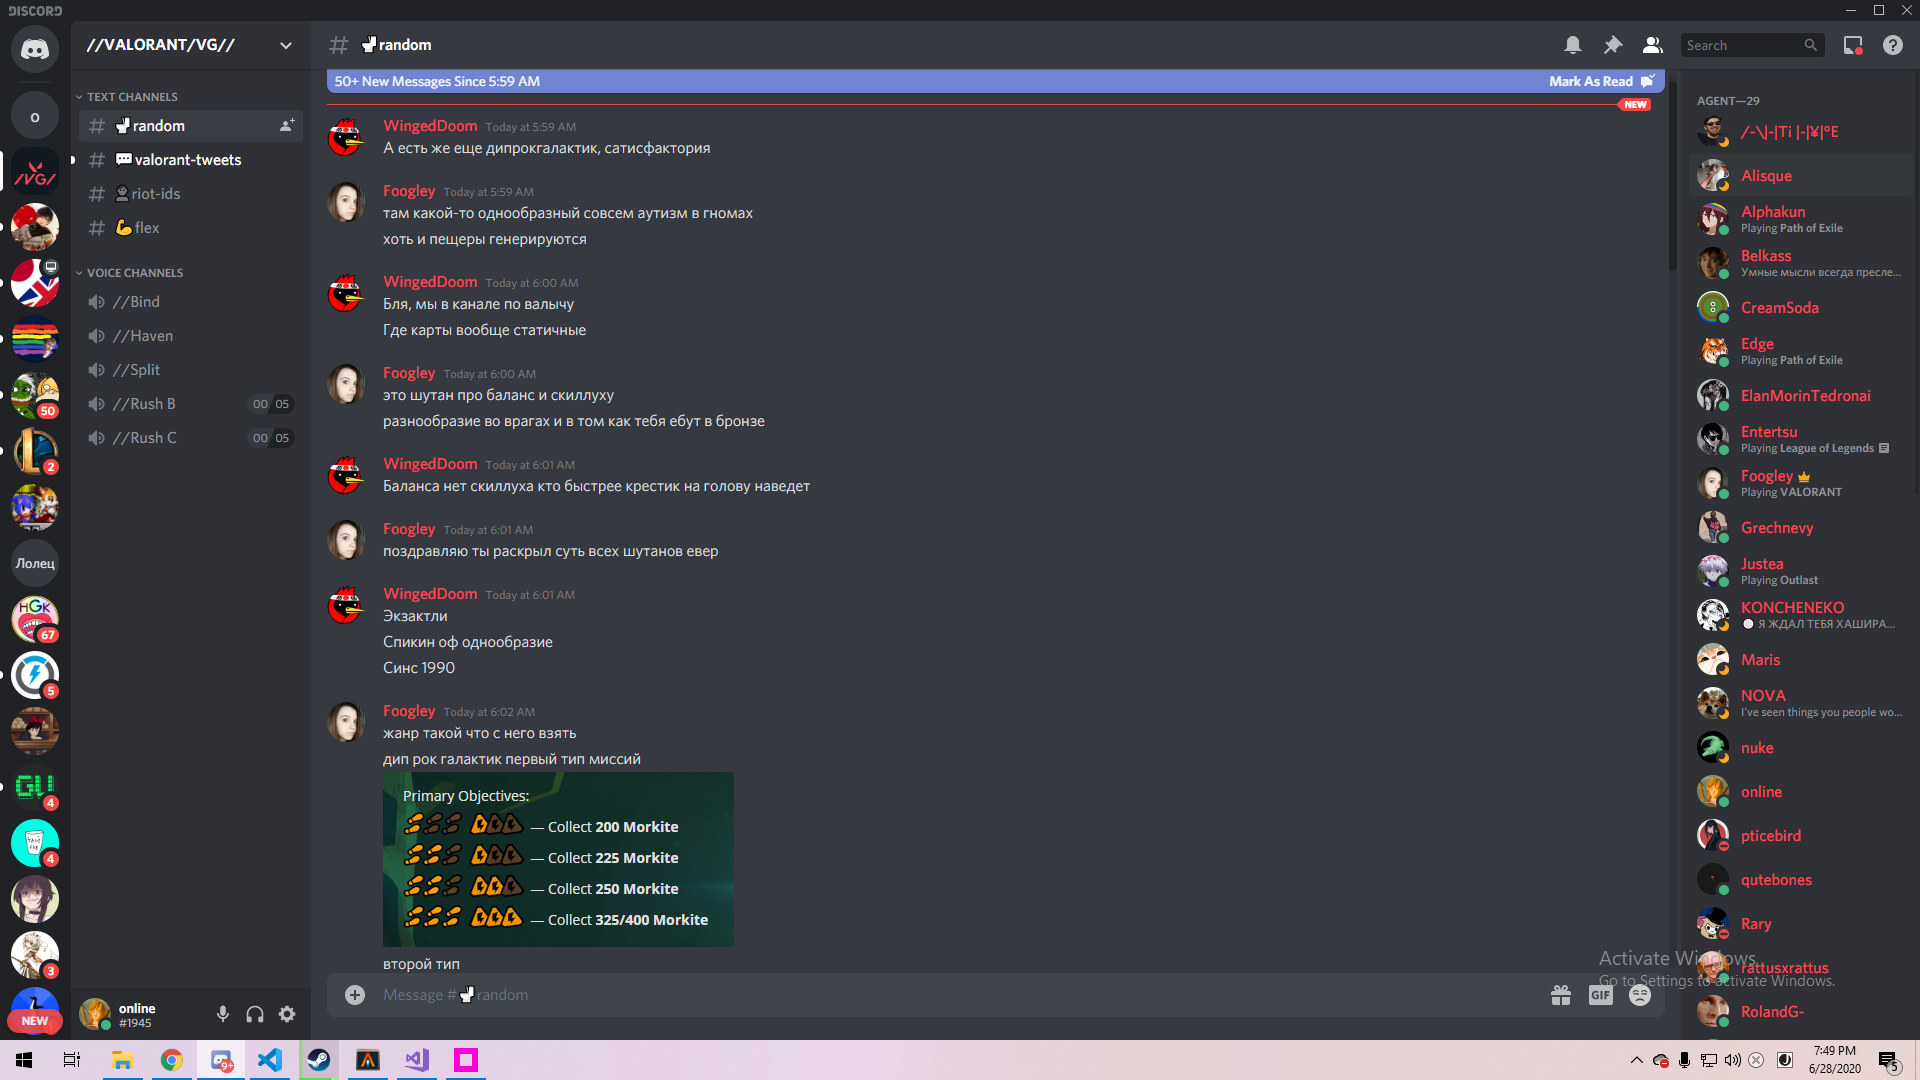 DISCORD
//VALORANT/VG//
TEXT CHANNELS
random
valorant-tweets
riot-ids
flex
VOICE CHANNELS
//Bind
//Haven
//Split
//Rush B 00 05
//Rush C 00 05
o
/VG/
50
2
Лолец
HGK
67
5
GU
4
4
3
NEW
online
#1945
# random
Search
50+ New Messages Since 5:59 AM Mark As Read
NEW
WingedDoom Today at 5:59 AM
А есть же еще дипрокгалактик, сатисфактория
Foogley Today at 5:59 AM
там какой-то однообразный совсем аутизм в гномах
хоть и пещеры генерируются
WingedDoom Today at 6:00 AM
Бля, мы в канале по валычу
Где карты вообще статичные
Foogley Today at 6:00 AM
это шутан про баланс и скиллуху
разнообразие во врагах и в том как тебя ебут в бронзе
WingedDoom Today at 6:01 AM
Баланса нет скиллуха кто быстрее крестик на голову наведет
Foogley Today at 6:01 AM
поздравляю ты раскрыл суть всех шутанов евер
WingedDoom Today at 6:01 AM
Экзактли
Спикин оф однообразие
Синс 1990
Foogley Today at 6:02 AM
жанр такой что с него взять
дип рок галактик первый тип миссий
Primary Objectives:
— Collect 200 Morkite
— Collect 225 Morkite
— Collect 250 Morkite
— Collect 325/400 Morkite
второй тип
Message # random
GIF
AGENT—29
/-\|-|Ti |-|¥|°E
Alisque
Alphakun
Playing Path of Exile
Belkass
Умные мысли всегда пресле...
CreamSoda
Edge
Playing Path of Exile
ElanMorinTedronai
Entertsu
Playing League of Legends
Foogley
Playing VALORANT
Grechnevy
Justea
Playing Outlast
KONCHENEKO
Я ЖДАЛ ТЕБЯ ХАШИРА...
Maris
NOVA
I've seen things you people wo...
nuke
online
pticebird
qutebones
Rary
rattusxrattus
RolandG-
Activate Windows
Go to Settings to activate Windows.
9+
7:49 PM
6/28/2020
5